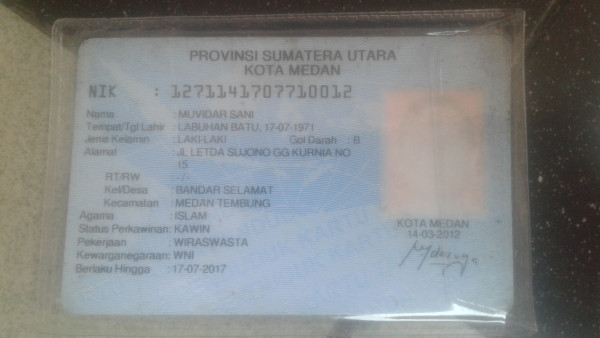 PROVINSI SUMATERA UTARA
KOTA MEDAN
NIK : 1271141707710012
Nama : MUVIDAR SANI
Tempat/Tgl Lahir : LABUHAN BATU, 17-07-1971
Jenis Kelamin : LAKI-LAKI Gol Darah : B
Alamat JL LETDA SUJONO GG KURNIA NO
15
RT/RW : -/-
Kel/Desa : BANDAR SELAMAT
Kecamatan : MEDAN TEMBUNG
Agama : ISLAM
Status Perkawinan: KAWIN
Pekerjaan : WIRASWASTA
Kewarganegaraan: WNI
Berlaku Hingga : 17-07-2017
KOTA MEDAN
14-03-2012